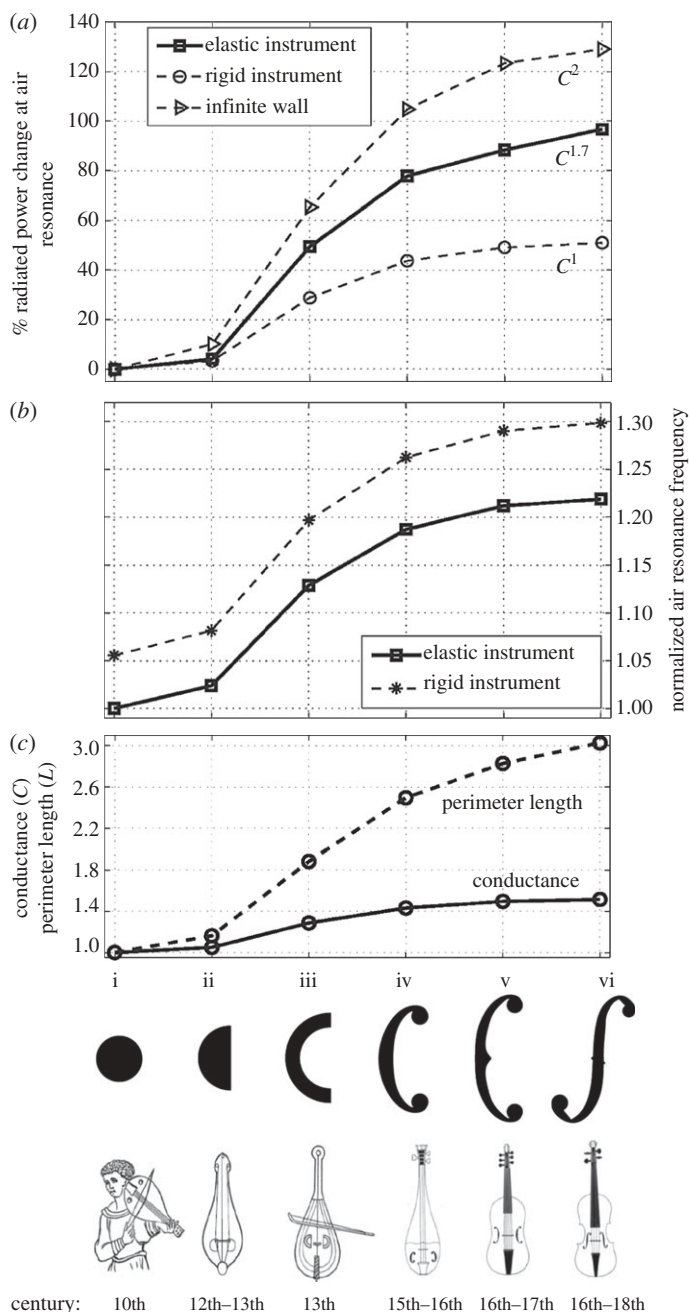 (a)
140
120
100
80
60
40
20
0
% radiated power change at air
resonance
elastic instrument
rigid instrument
infinite wall
C²
C¹·⁷
C¹
(b)
1.30
1.25
1.20
1.15
1.10
1.05
1.00
normalized air resonance frequency
elastic instrument
rigid instrument
(c)
3.0
2.6
2.2
1.8
1.4
1.0
conductance (C)
perimeter length (L)
perimeter length
conductance
i ii iii iv v vi
century: 10th 12th–13th 13th 15th–16th 16th–17th 16th–18th